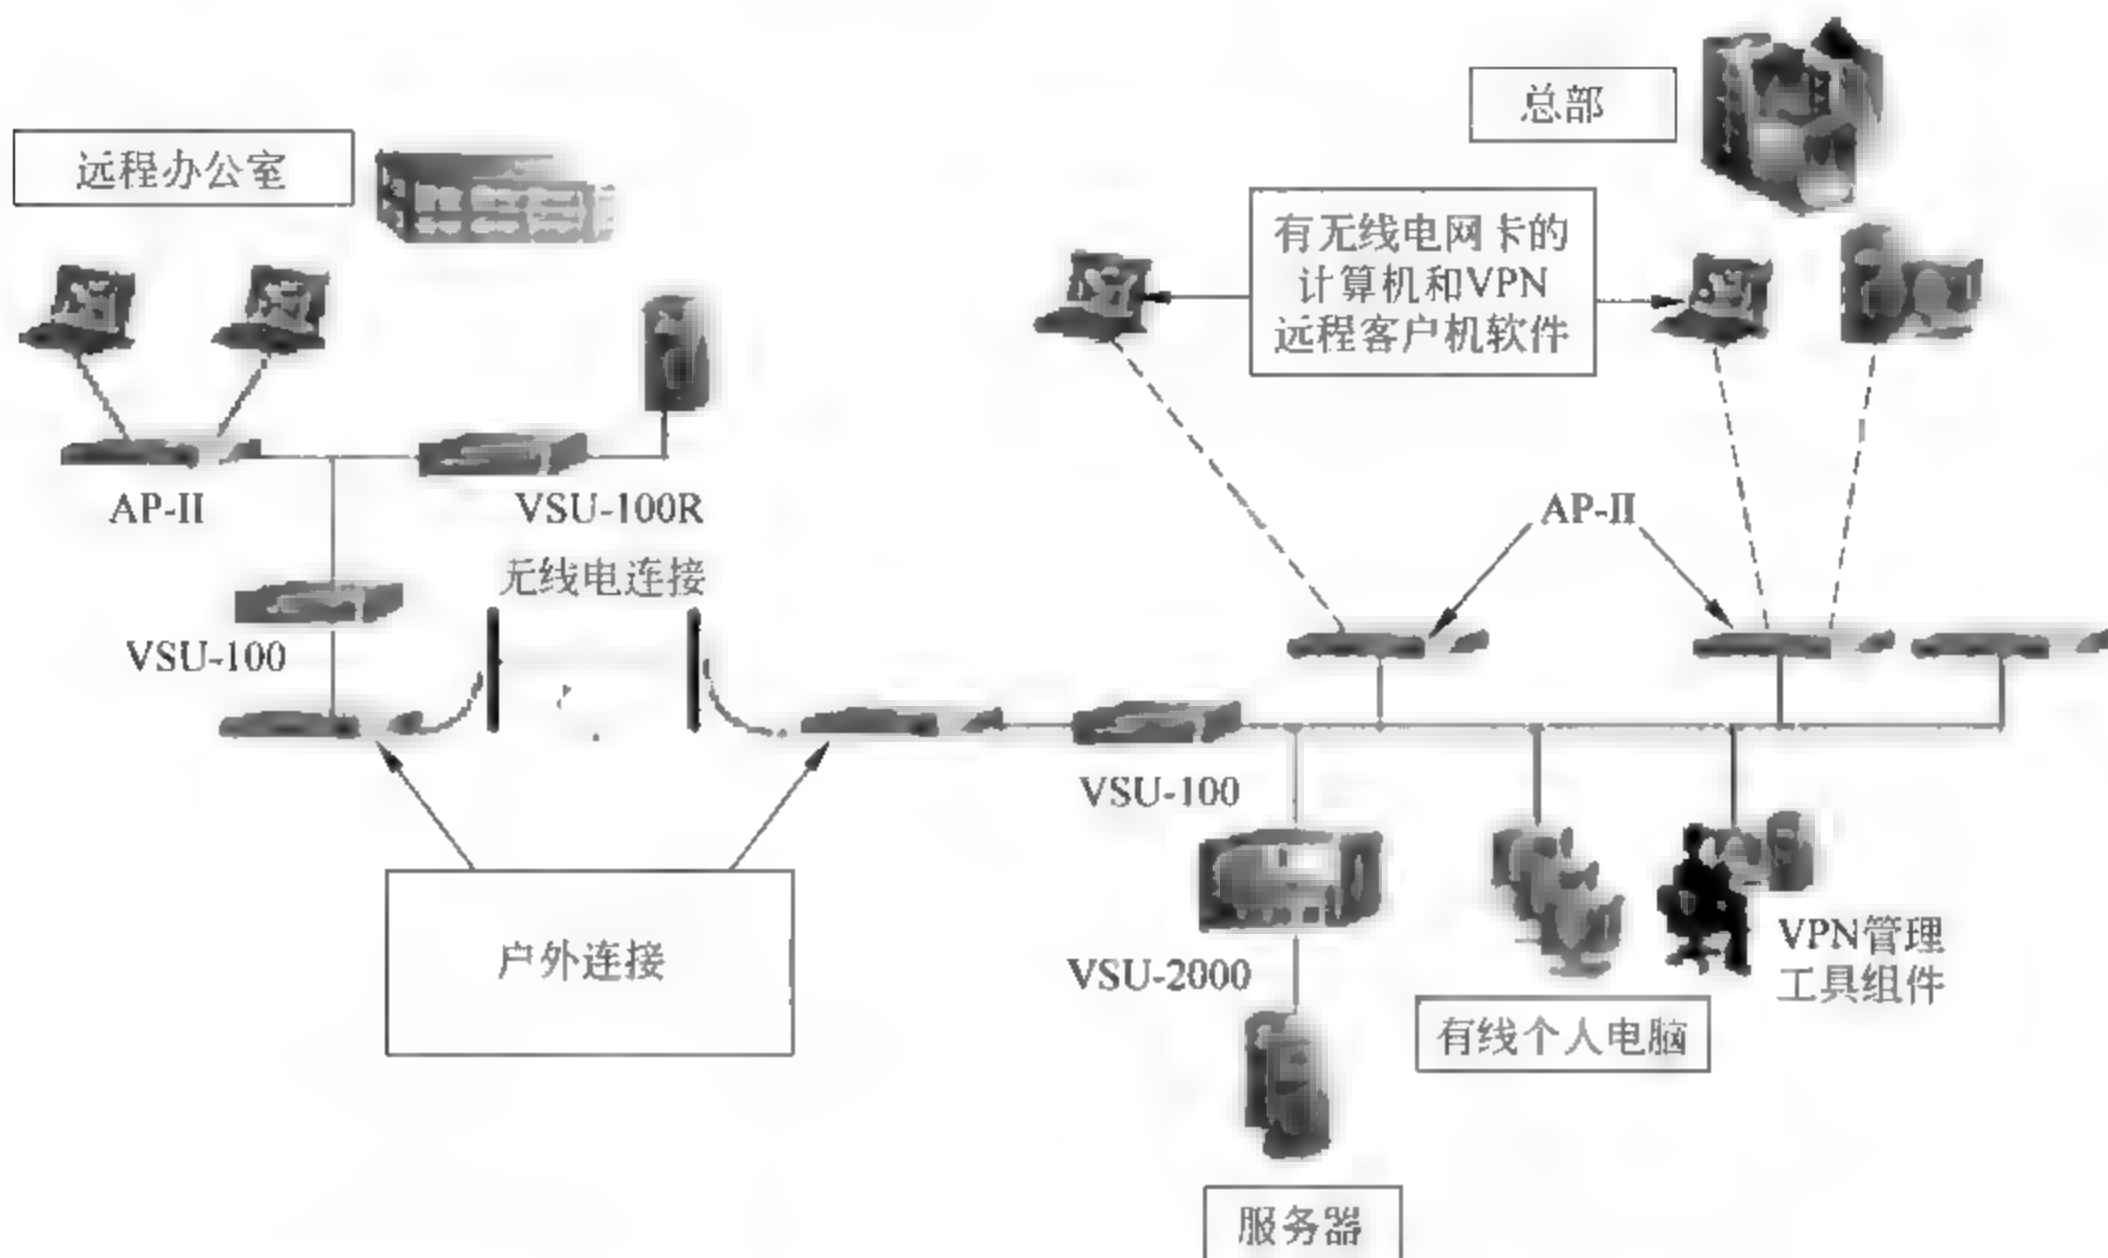 总部
远程办公室
有无线电网卡的
计算机和VPN
远程客户机软件
AP-II
VSU-100R
AP-II
无线电连接
VSU-100
VSU-100
户外连接
VSU-2000
VPN管理
工具组件
有线个人电脑
服务器